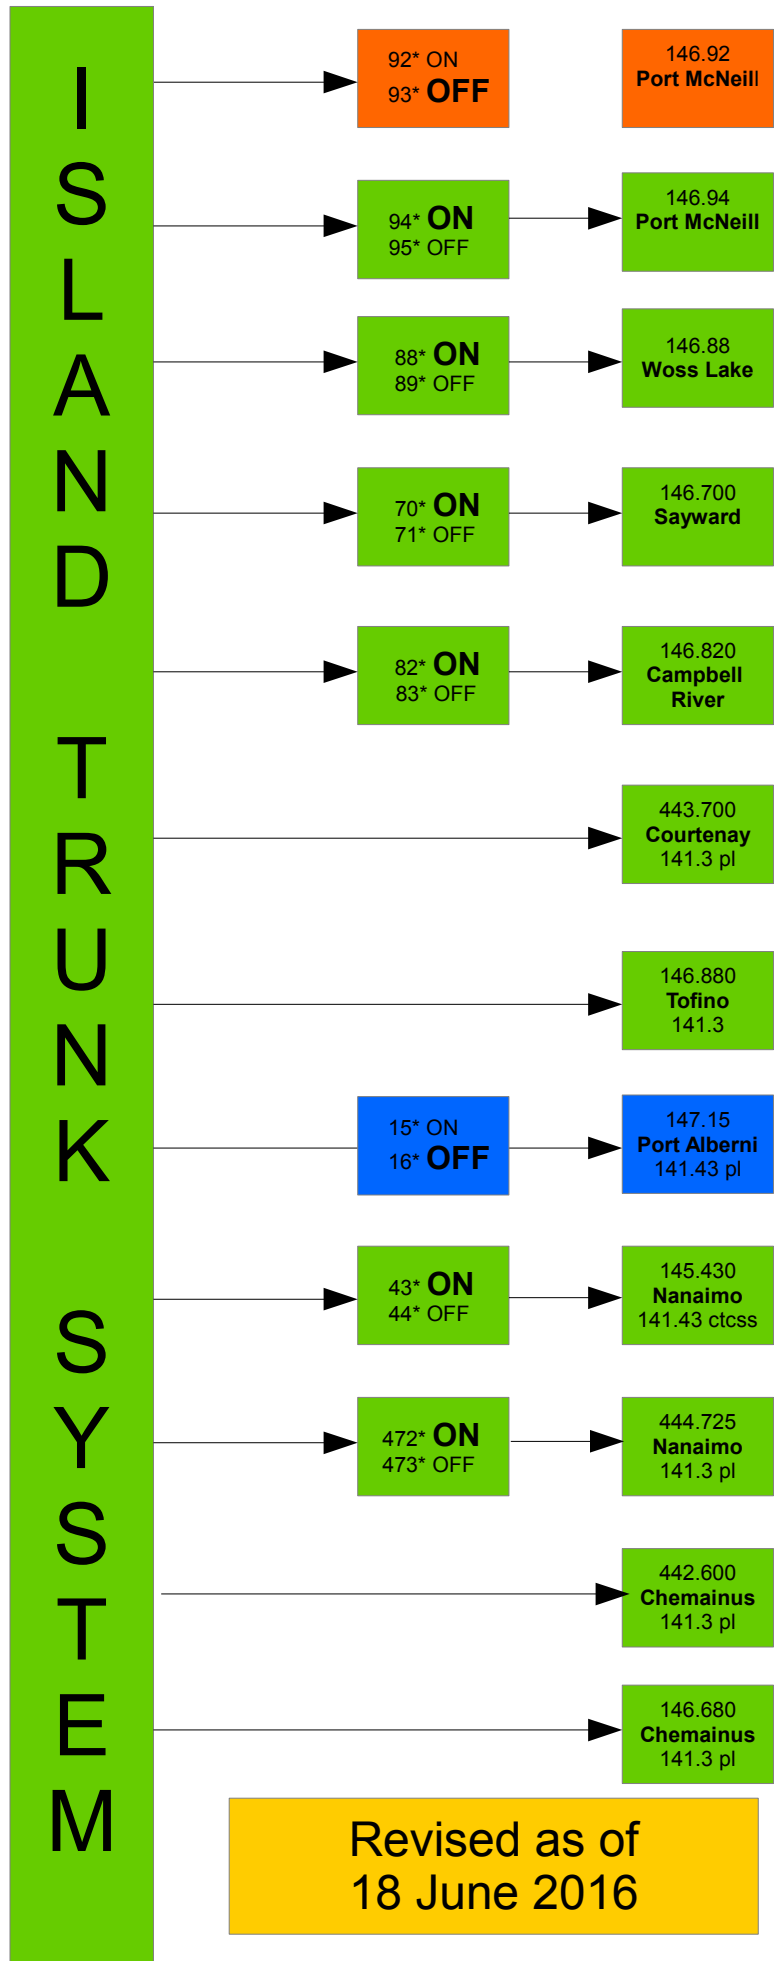 ISLAND TRUNK SYSTEM
92* ON
93* OFF
146.92
Port McNeill
94* ON
95* OFF
146.94
Port McNeill
88* ON
89* OFF
146.88
Woss Lake
70* ON
71* OFF
146.700
Sayward
82* ON
83* OFF
146.820
Campbell
River
443.700
Courtenay
141.3 pl
146.880
Tofino
141.3
15* ON
16* OFF
147.15
Port Alberni
141.43 pl
43* ON
44* OFF
145.430
Nanaimo
141.43 ctcss
472* ON
473* OFF
444.725
Nanaimo
141.3 pl
442.600
Chemainus
141.3 pl
146.680
Chemainus
141.3 pl
Revised as of
18 June 2016